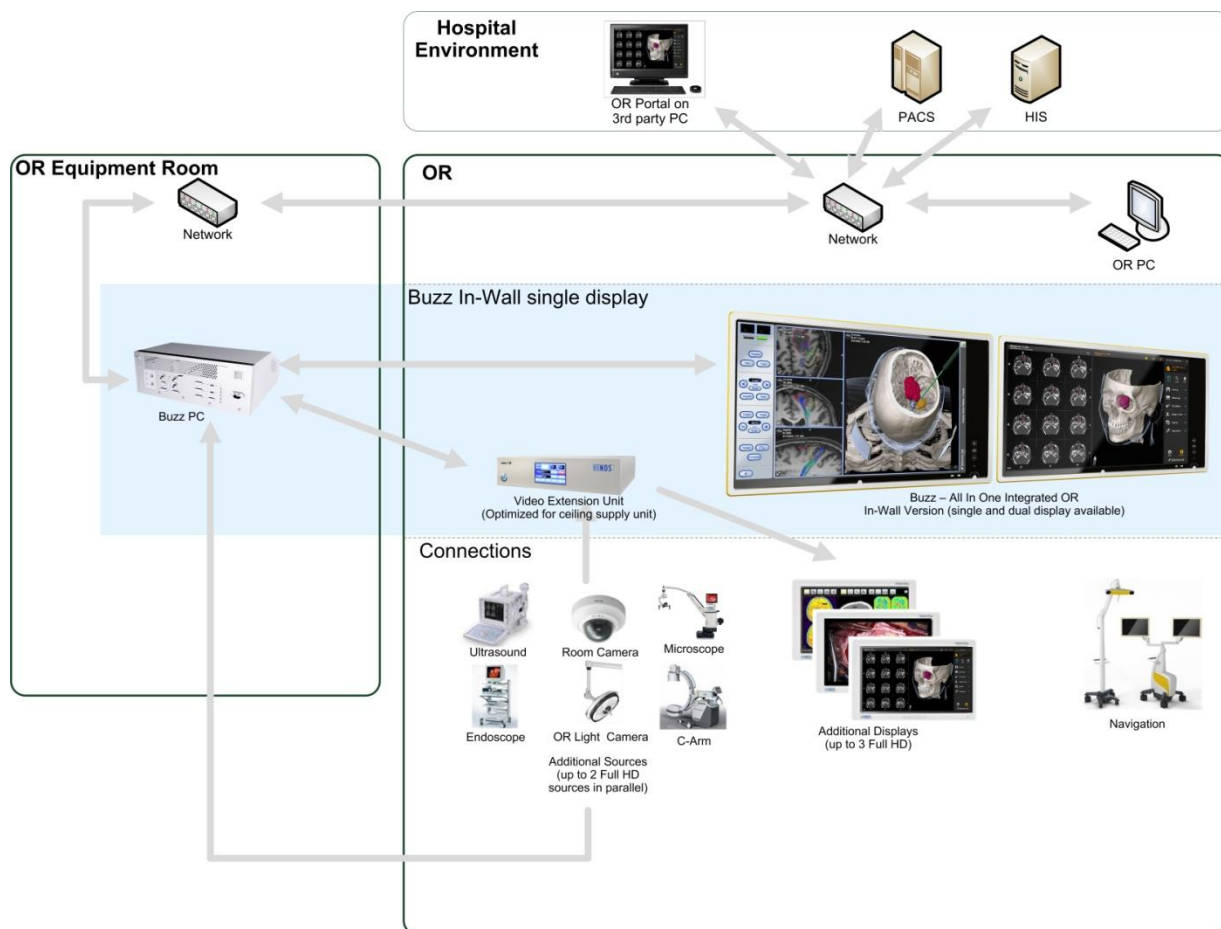 Hospital
Environment
OR Portal on
3rd party PC
PACS
HIS
OR Equipment Room
OR
Network
Network
OR PC
Buzz In-Wall single display
Buzz PC
NDS
Video Extension Unit
(Optimized for ceiling supply unit)
Buzz – All In One Integrated OR
In-Wall Version (single and dual display available)
Connections
Ultrasound
Room Camera
Microscope
Endoscope
OR Light Camera
C-Arm
Additional Sources
(up to 2 Full HD
sources in parallel)
Additional Displays
(up to 3 Full HD)
Navigation